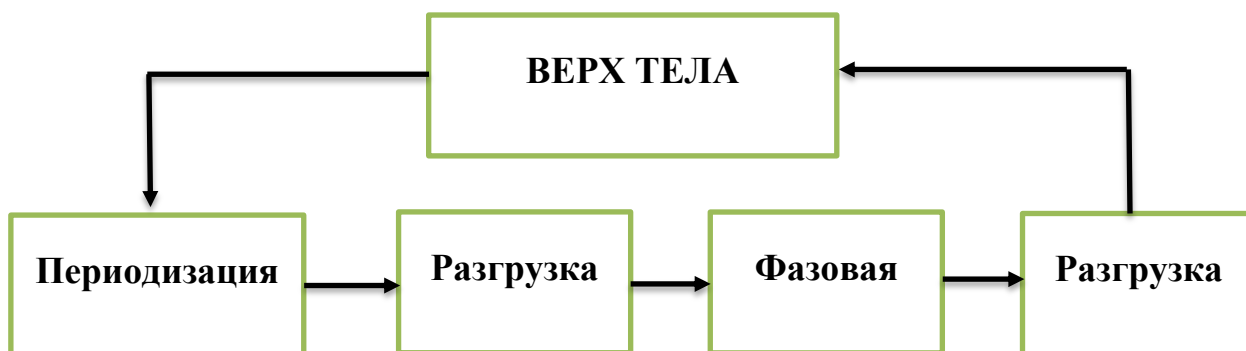 ВЕРХ ТЕЛА
Периодизация
Разгрузка
Фазовая
Разгрузка